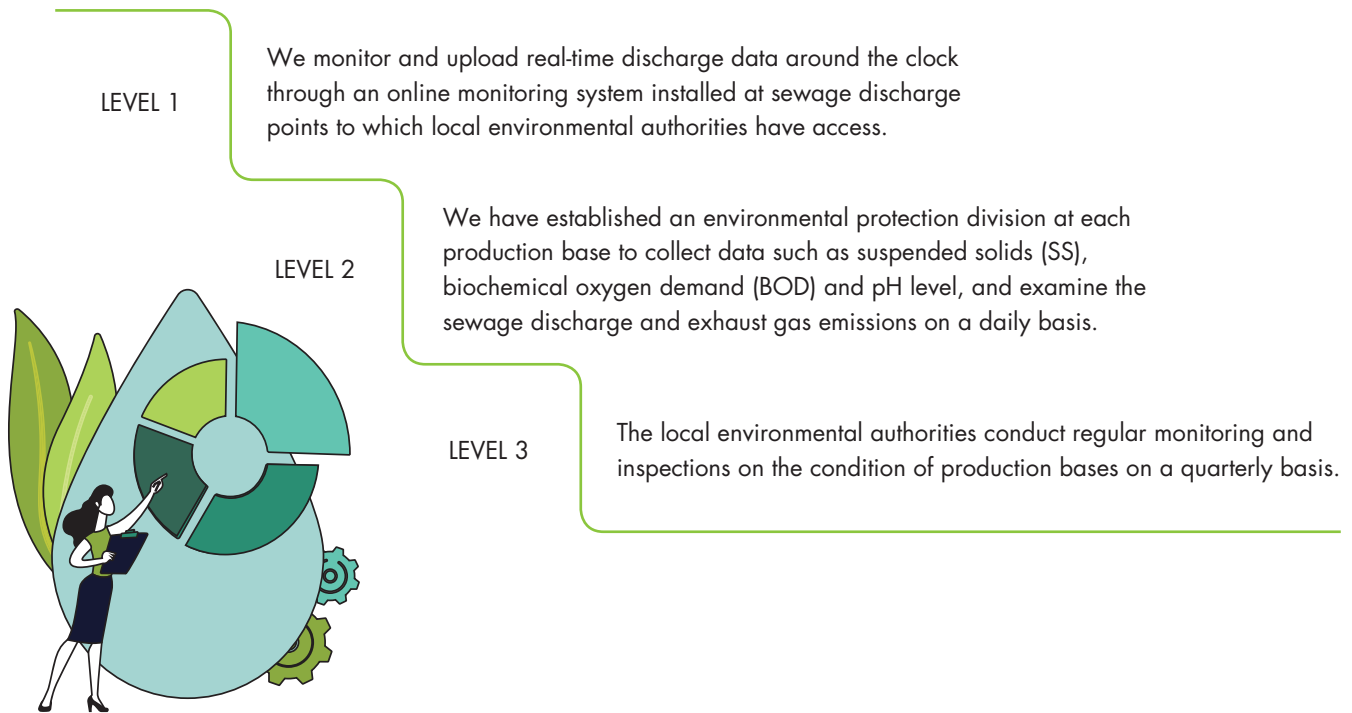 LEVEL 1
We monitor and upload real-time discharge data around the clock
through an online monitoring system installed at sewage discharge
points to which local environmental authorities have access.
LEVEL 2
We have established an environmental protection division at each
production base to collect data such as suspended solids (SS),
biochemical oxygen demand (BOD) and pH level, and examine the
sewage discharge and exhaust gas emissions on a daily basis.
LEVEL 3
The local environmental authorities conduct regular monitoring and
inspections on the condition of production bases on a quarterly basis.